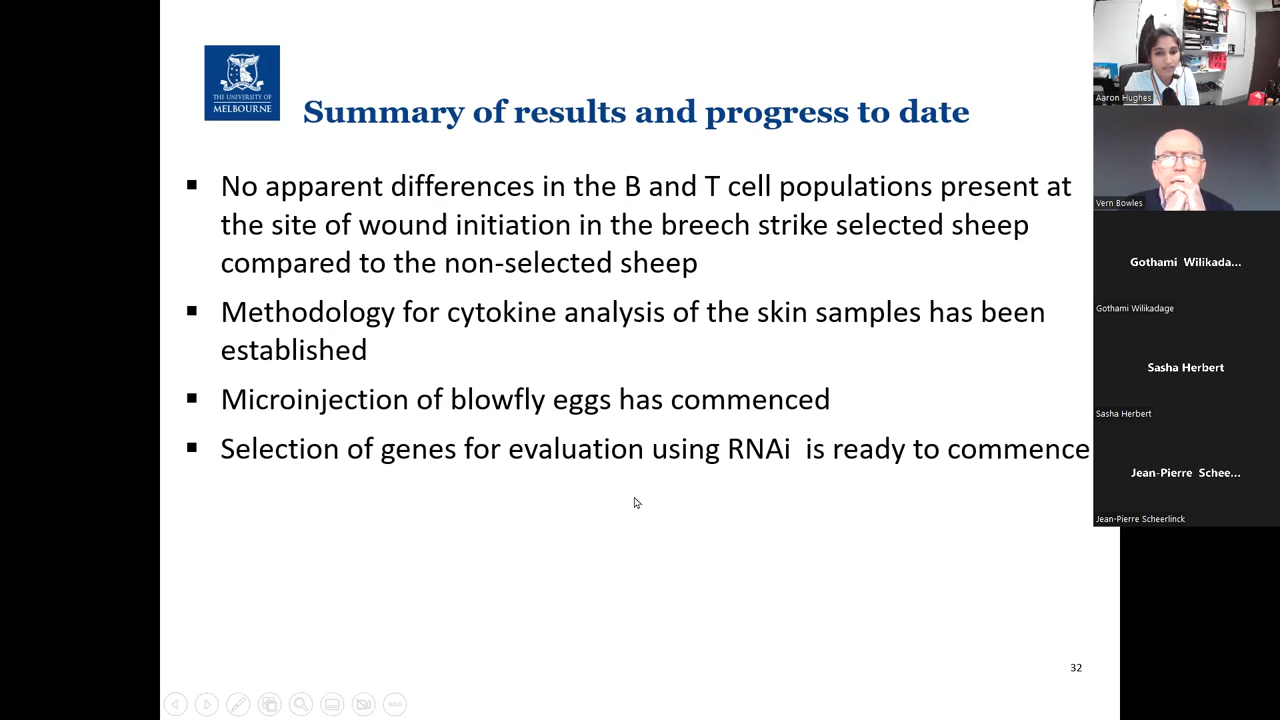 THE UNIVERSITY OF
MELBOURNE
Summary of results and progress to date
No apparent differences in the B and T cell populations present at
the site of wound initiation in the breech strike selected sheep
compared to the non-selected sheep
Methodology for cytokine analysis of the skin samples has been
established
Microinjection of blowfly eggs has commenced
Selection of genes for evaluation using RNAi  is ready to commence
32
Aaron Hughes
Vern Bowles
Gothami Wilikada...
Gothami Wilikadage
Sasha Herbert
Sasha Herbert
Jean-Pierre Schee...
Jean-Pierre Scheerlinck